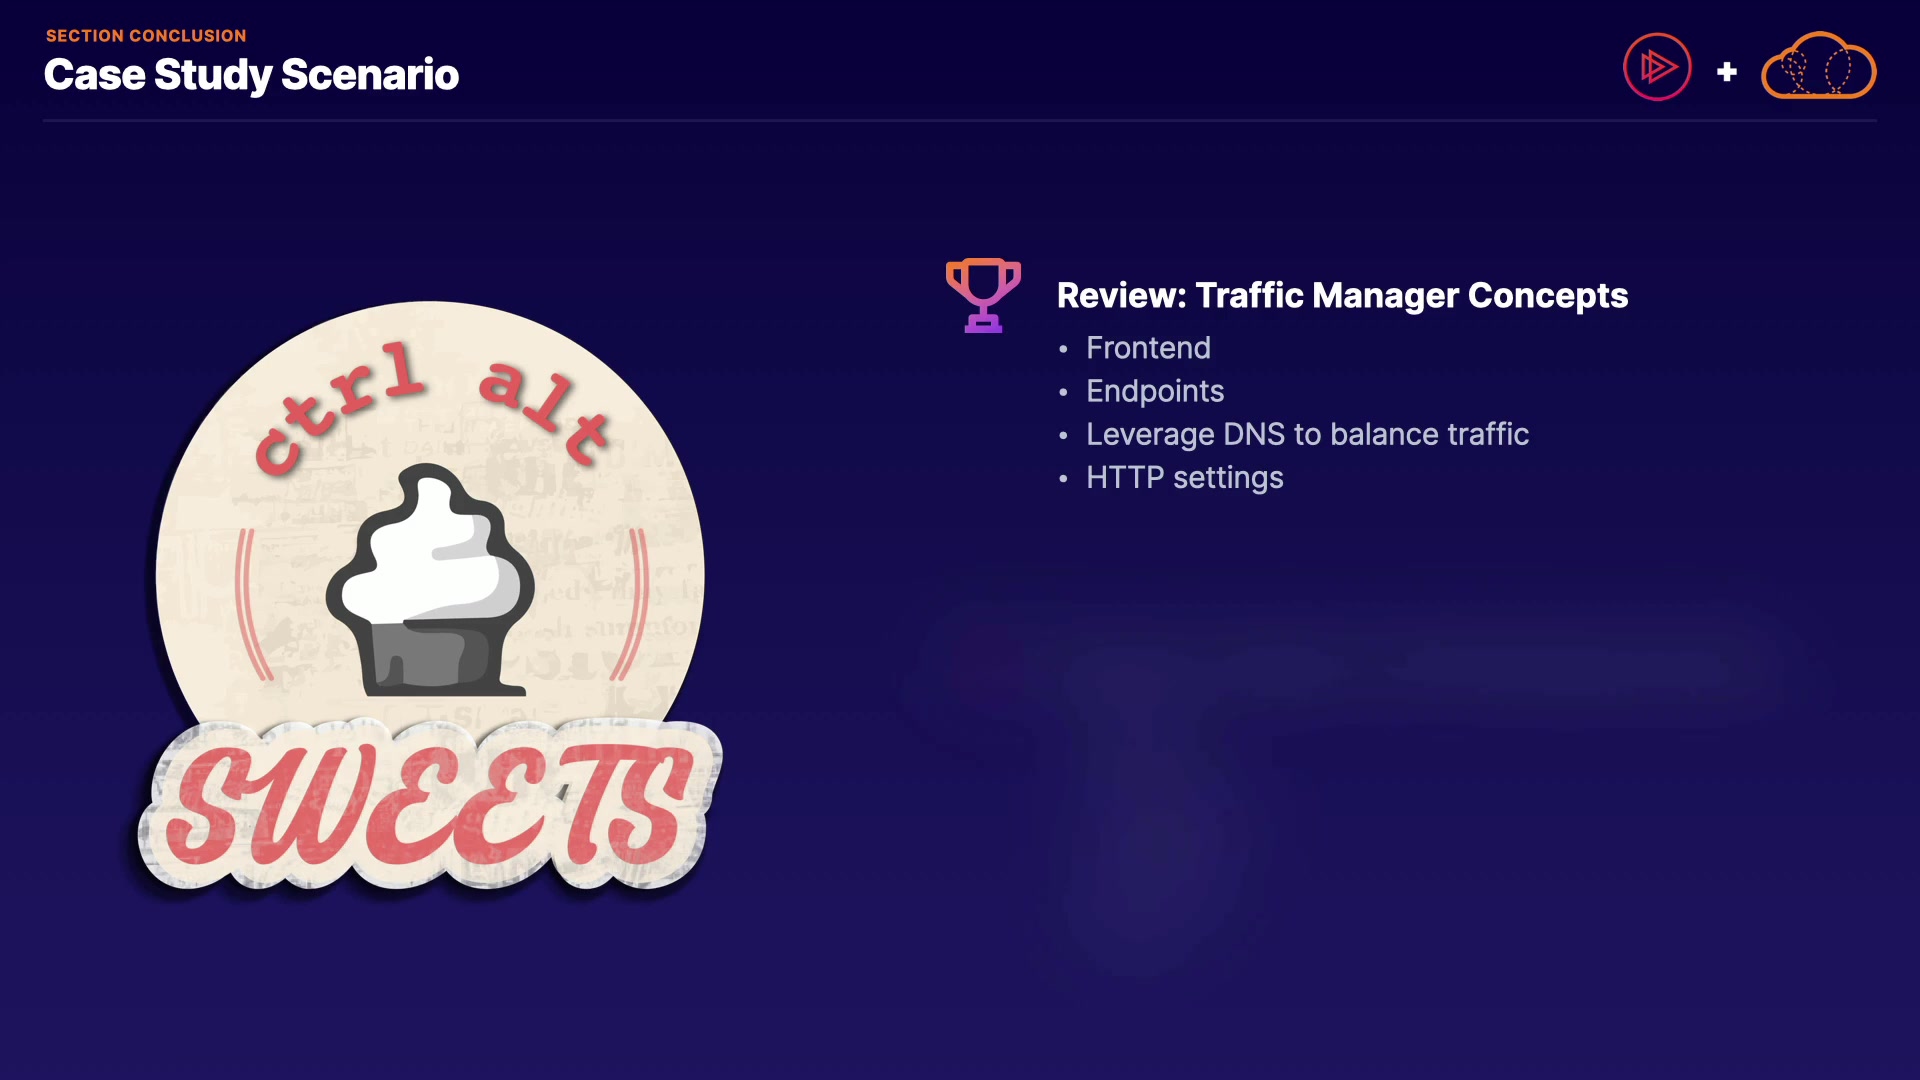 SECTION CONCLUSION
Case Study Scenario
ctrl alt
SWEETS
Review: Traffic Manager Concepts
• Frontend
• Endpoints
• Leverage DNS to balance traffic
• HTTP settings